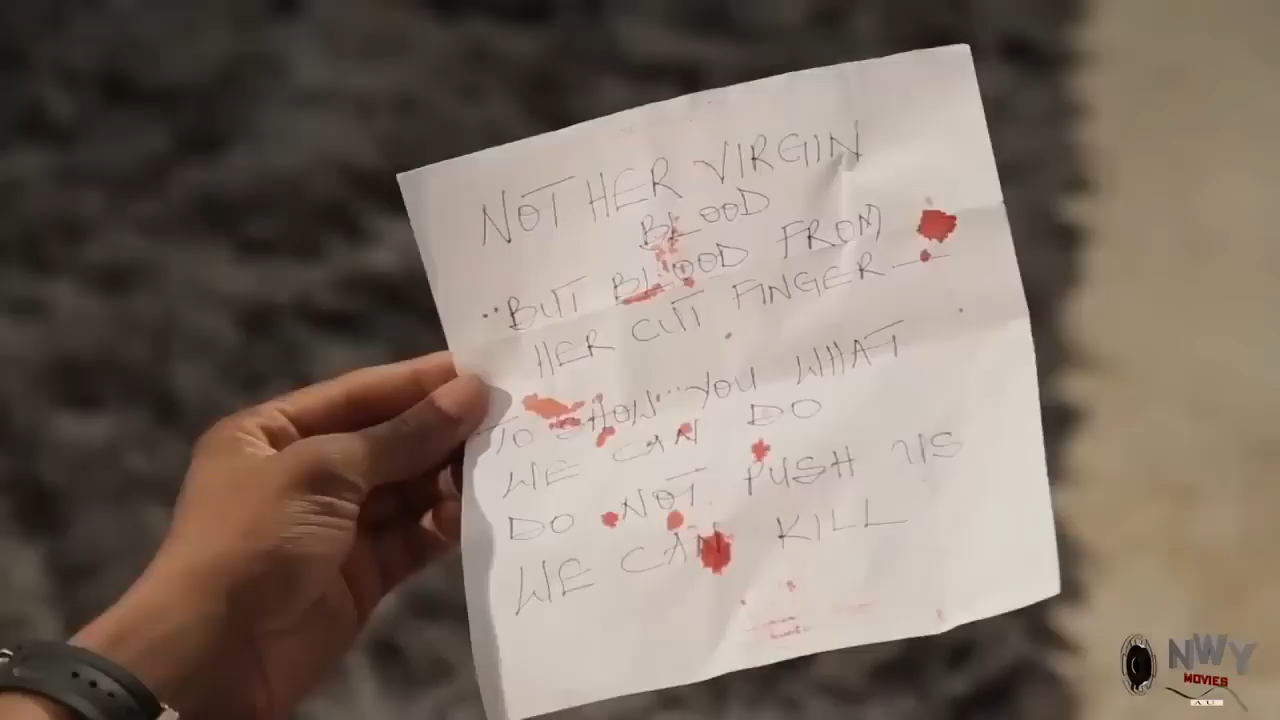 NOT HER VIRGIN
BLOOD
..BUT BLOOD FROM
HER CUT FINGER—
TO SHOW...YOU WHAT
WE CAN DO
DO NOT PUSH US
WE CAN KILL
NWY
MOVIES
A.U